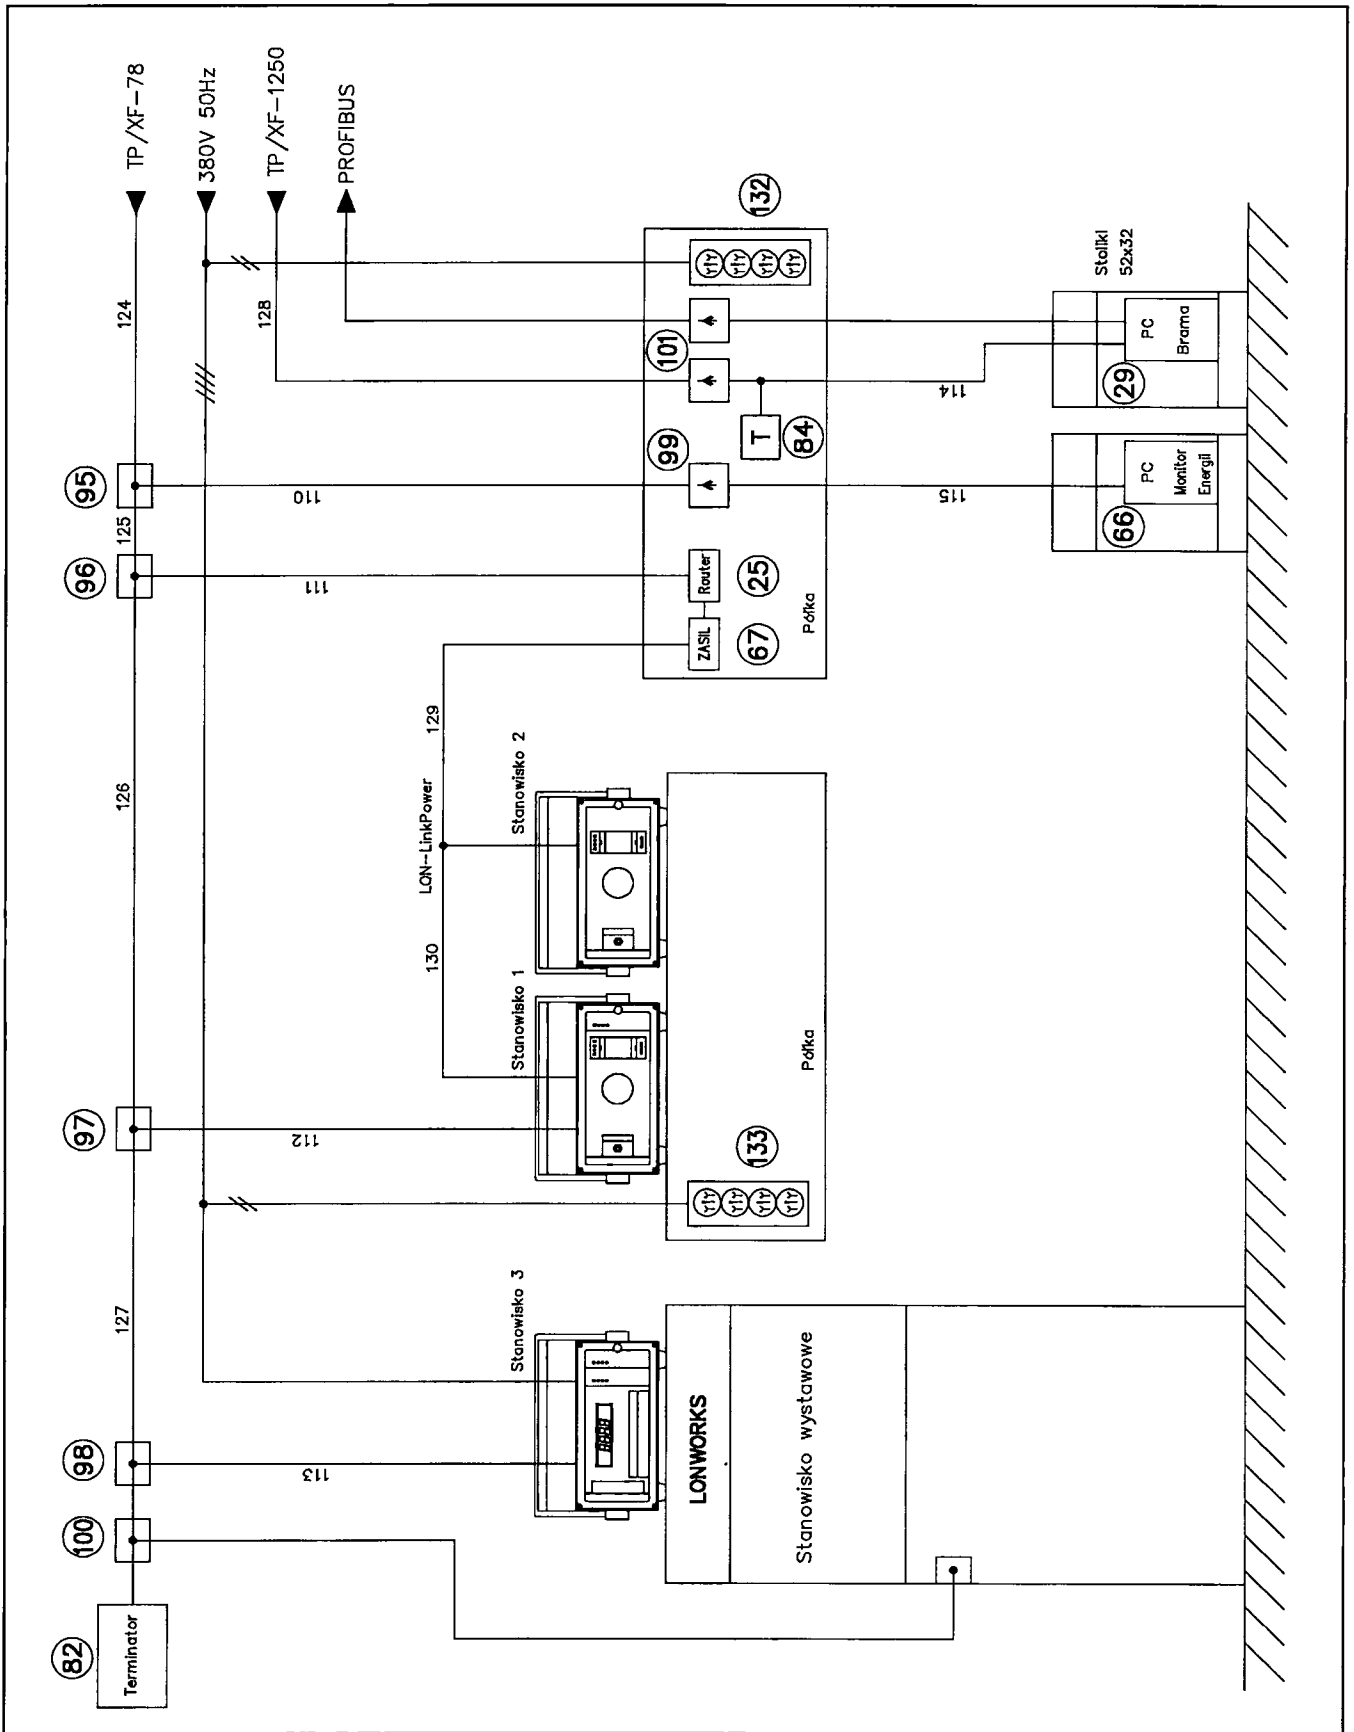 TP/XF-78
380V 50Hz
TP/XF-1250
PROFIBUS
124
128
95
125
96
110
111
126
97
112
127
98
113
100
82
Terminator
132
101
99
84
T
Router
25
ZASIL
67
Półka
114
115
Stoliki
52x32
PC
Brama
29
PC
Monitor
Energii
66
129
LON--LinkPower
130
Stanowisko 2
Stanowisko 1
133
Półka
Stanowisko 3
8888
LONWORKS
Stanowisko wystawowe